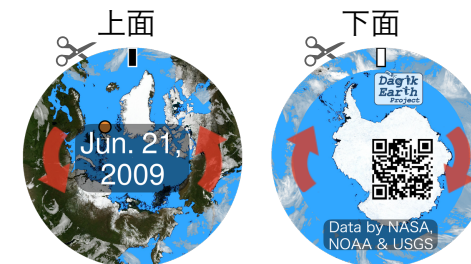 上面
下面
Jun. 21,
2009
Dagik
Earth
Project
Data by NASA,
NOAA & USGS